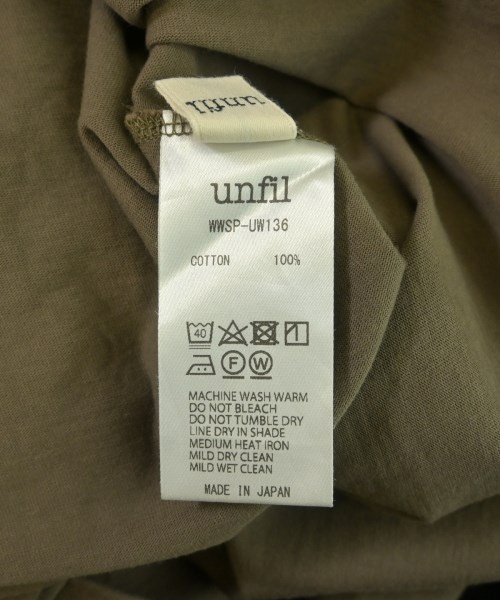 unfil
unfil
WWSP-UW136
COTTON 100%
40
F W
MACHINE WASH WARM
DO NOT BLEACH
DO NOT TUMBLE DRY
LINE DRY IN SHADE
MEDIUM HEAT IRON
MILD DRY CLEAN
MILD WET CLEAN
MADE IN JAPAN